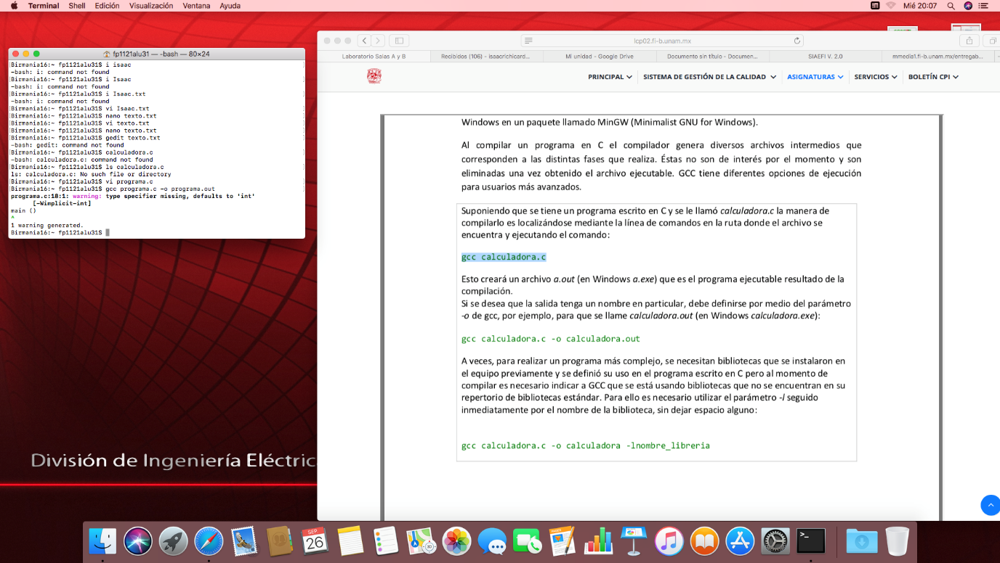 Terminal Shell Edición Visualización Ventana Ayuda
Mié 20:07
fp1121alu31 — -bash — 80×24
[Birmania16:~ fp1121alu31$ i isaac ]
-bash: i: command not found
[Birmania16:~ fp1121alu31$ i Isaac ]
-bash: i: command not found
[Birmania16:~ fp1121alu31$ i Isaac.txt ]
-bash: i: command not found
[Birmania16:~ fp1121alu31$ vi Isaac.txt ]
[Birmania16:~ fp1121alu31$ nano texto.txt ]
[Birmania16:~ fp1121alu31$ vi texto.txt ]
[Birmania16:~ fp1121alu31$ nano texto.txt ]
[Birmania16:~ fp1121alu31$ gedit texto.txt ]
-bash: gedit: command not found
[Birmania16:~ fp1121alu31$ calculadora.c ]
-bash: calculadora.c: command not found
[Birmania16:~ fp1121alu31$ ls calculadora.c ]
ls: calculadora.c: No such file or directory
[Birmania16:~ fp1121alu31$ vi programa.c ]
[Birmania16:~ fp1121alu31$ gcc programa.c -o programa.out ]
programa.c:18:1: warning: type specifier missing, defaults to 'int'
[-Wimplicit-int]
main ()
^
1 warning generated.
Birmania16:~ fp1121alu31$
lcp02.fi-b.unam.mx
Laboratorio Salas A y B
Recibidos (106) - isaacrichicard...
Mi unidad - Google Drive
Documento sin título - Documen...
SIAEFI V. 2.0
mmedia1.fi-b.unam.mx/entregab...
PRINCIPAL SISTEMA DE GESTIÓN DE LA CALIDAD ASIGNATURAS SERVICIOS BOLETÍN CPI
Windows en un paquete llamado MinGW (Minimalist GNU for Windows).
Al compilar un programa en C el compilador genera diversos archivos intermedios que
corresponden a las distintas fases que realiza. Éstas no son de interés por el momento y son
eliminadas una vez obtenido el archivo ejecutable. GCC tiene diferentes opciones de ejecución
para usuarios más avanzados.
Suponiendo que se tiene un programa escrito en C y se le llamó calculadora.c la manera de
compilarlo es localizándose mediante la línea de comandos en la ruta donde el archivo se
encuentra y ejecutando el comando:
gcc calculadora.c
Esto creará un archivo a.out (en Windows a.exe) que es el programa ejecutable resultado de la
compilación.
Si se desea que la salida tenga un nombre en particular, debe definirse por medio del parámetro
-o de gcc, por ejemplo, para que se llame calculadora.out (en Windows calculadora.exe):
gcc calculadora.c -o calculadora.out
A veces, para realizar un programa más complejo, se necesitan bibliotecas que se instalaron en
el equipo previamente y se definió su uso en el programa escrito en C pero al momento de
compilar es necesario indicar a GCC que se está usando bibliotecas que no se encuentran en su
repertorio de bibliotecas estándar. Para ello es necesario utilizar el parámetro -l seguido
inmediatamente por el nombre de la biblioteca, sin dejar espacio alguno:
gcc calculadora.c -o calculadora -lnombre_libreria
División de Ingeniería Eléctric
SEP.
26